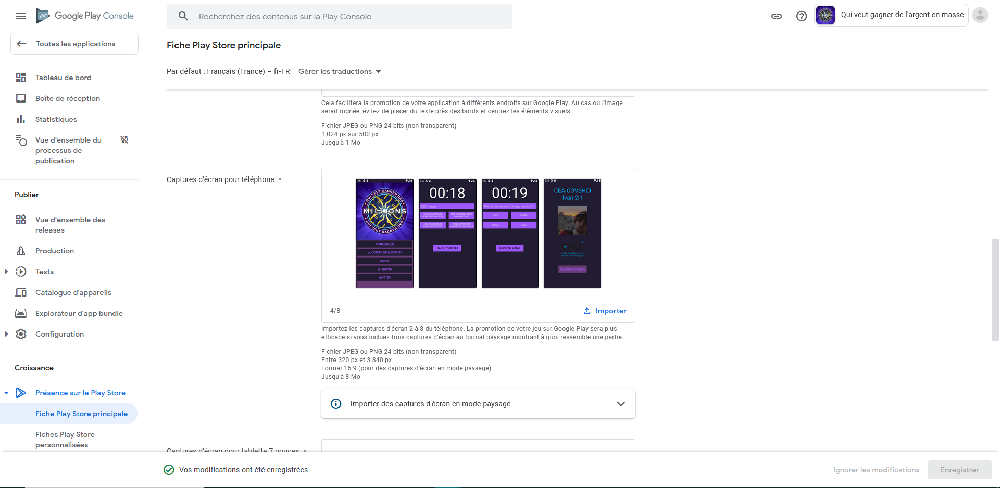 Google Play Console
Recherchez des contenus sur la Play Console
Qui veut gagner de l'argent en masse
Toutes les applications
Fiche Play Store principale
Par défaut : Français (France) – fr-FR
Gérer les traductions
Tableau de bord
Boîte de réception
Statistiques
Vue d'ensemble du
processus de
publication
Publier
Vue d'ensemble des
releases
Production
Tests
Catalogue d'appareils
Explorateur d'app bundle
Configuration
Croissance
Présence sur le Play Store
Fiche Play Store principale
Fiches Play Store
personnalisées
Cela facilitera la promotion de votre application à différents endroits sur Google Play. Au cas où l'image
serait rognée, évitez de placer du texte près des bords et centrez les éléments visuels.
Fichier JPEG ou PNG 24 bits (non transparent)
1 024 px sur 500 px
Jusqu'à 1 Mo
Captures d'écran pour téléphone *
QUI VEUT GAGNER DES
MILLIONS
QUI VEUT GAGNER DES
COMMENCER
AJOUTER UNE QUESTION
SCORE
A PROPOS
QUITTER
00:18
ESGI means
BACK TO MENU
00:19
What is the name of this app creator ?
BACK TO MENU
CEAICOVSHCI
Ivan 2i1
ESGI
école supérieure de
génie informatique
REVENIR AU MENU
4/8
Importer
Importez les captures d'écran 2 à 8 du téléphone. La promotion de votre jeu sur Google Play sera plus
efficace si vous incluez trois captures d'écran au format paysage montrant à quoi ressemble une partie.
Fichier JPEG ou PNG 24 bits (non transparent)
Entre 320 px et 3 840 px
Format 16:9 (pour des captures d'écran en mode paysage)
Jusqu'à 8 Mo
Importer des captures d'écran en mode paysage
Captures d'écran pour tablette 7 pouces *
Vos modifications ont été enregistrées
Ignorer les modifications
Enregistrer